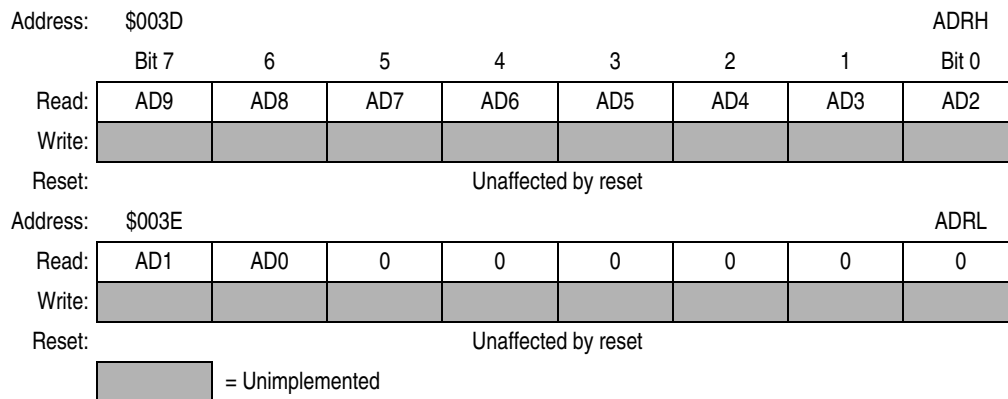 Address: $003D ADRH
Bit 7 6 5 4 3 2 1 Bit 0
Read: AD9 AD8 AD7 AD6 AD5 AD4 AD3 AD2
Write:
Reset: Unaffected by reset
Address: $003E ADRL
Read: AD1 AD0 0 0 0 0 0 0
Write:
Reset: Unaffected by reset
= Unimplemented